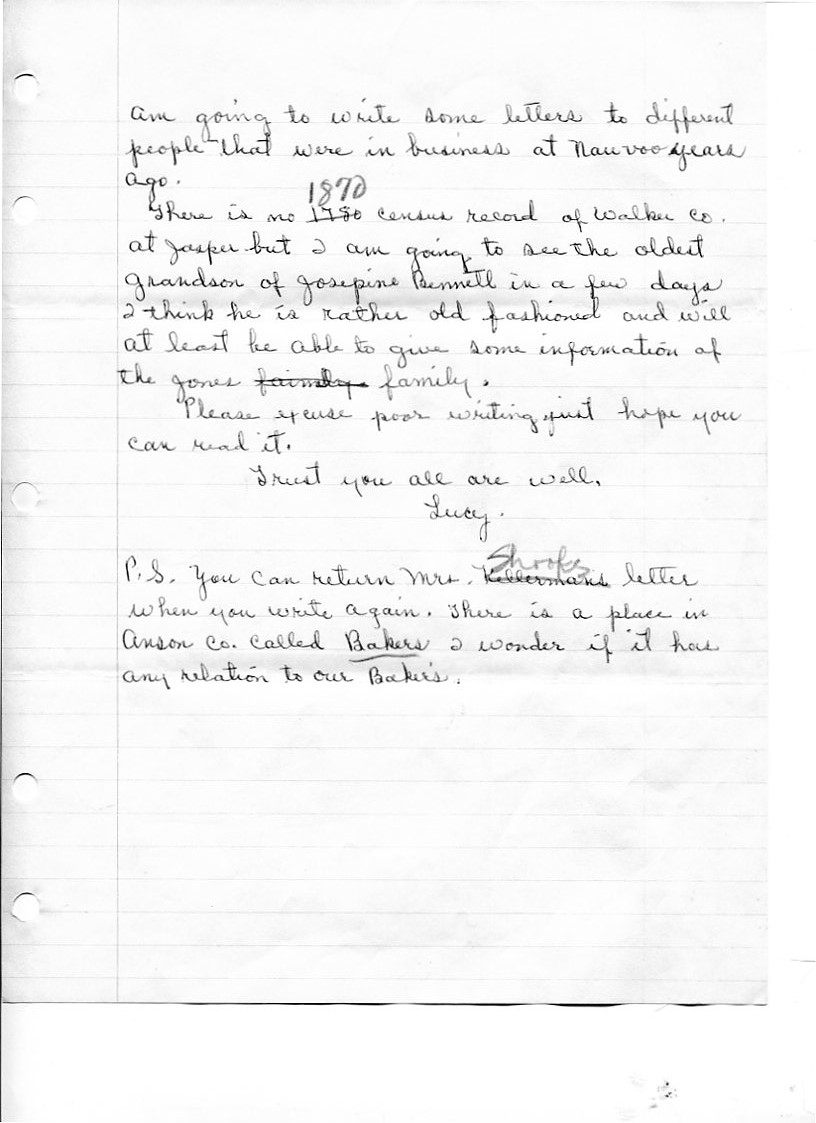 am going to write some letters to different
people that were in business at Nauvoo years
ago.
1870
There is no 1780 census record of Walker Co.
at Jasper but I am going to see the oldest
grandson of Josepine Bennett in a few days
I think he is rather old fashioned and will
at least be able to give some information of
the Jones faimly family.
Please excuse poor writing just hope you
can read it.
Trust you all are well.
Lucy.
Shooks
P.S. You can return Mrs. Kellermans letter
when you write again. There is a place in
Anson Co. called Bakers I wonder if it has
any relation to our Baker's.